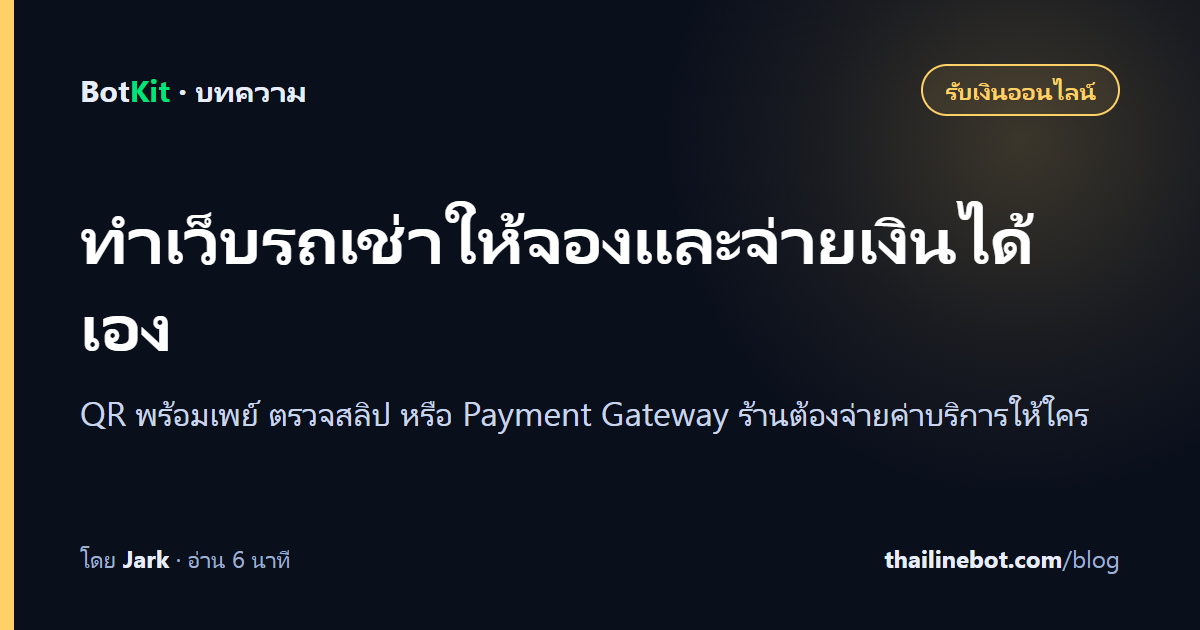 BotKit · บทความ
รับเงินออนไลน์
ทำเว็บรถเช่าให้จองและจ่ายเงินได้
เอง
QR พร้อมเพย์ ตรวจสลิป หรือ Payment Gateway ร้านต้องจ่ายค่าบริการให้ใคร
โดย Jark · อ่าน 6 นาที
thailinebot.com/blog